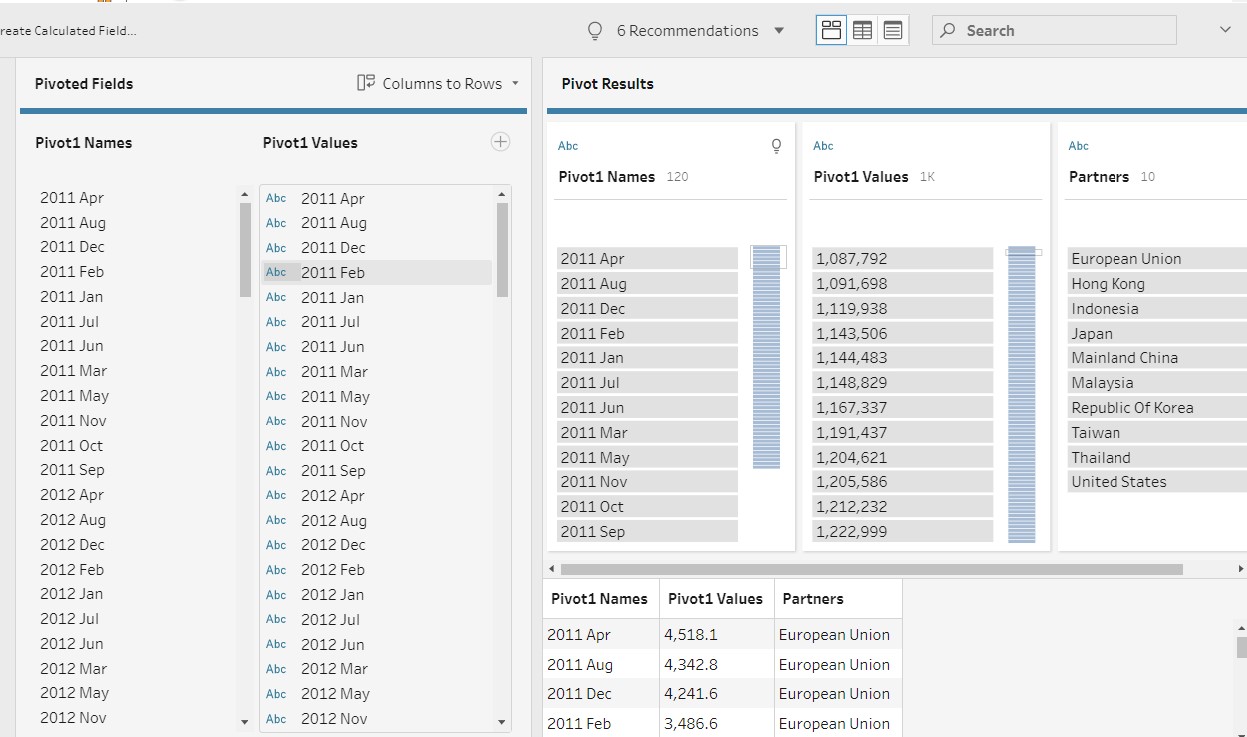 reate Calculated Field...
6 Recommendations
Search
Pivoted Fields
Columns to Rows
Pivot1 Names
Pivot1 Values
2011 Apr
2011 Aug
2011 Dec
2011 Feb
2011 Jan
2011 Jul
2011 Jun
2011 Mar
2011 May
2011 Nov
2011 Oct
2011 Sep
2012 Apr
2012 Aug
2012 Dec
2012 Feb
2012 Jan
2012 Jul
2012 Jun
2012 Mar
2012 May
2012 Nov
Abc 2011 Apr
Abc 2011 Aug
Abc 2011 Dec
Abc 2011 Feb
Abc 2011 Jan
Abc 2011 Jul
Abc 2011 Jun
Abc 2011 Mar
Abc 2011 May
Abc 2011 Nov
Abc 2011 Oct
Abc 2011 Sep
Abc 2012 Apr
Abc 2012 Aug
Abc 2012 Dec
Abc 2012 Feb
Abc 2012 Jan
Abc 2012 Jul
Abc 2012 Jun
Abc 2012 Mar
Abc 2012 May
Abc 2012 Nov
Pivot Results
Abc
Pivot1 Names 120
2011 Apr
2011 Aug
2011 Dec
2011 Feb
2011 Jan
2011 Jul
2011 Jun
2011 Mar
2011 May
2011 Nov
2011 Oct
2011 Sep
Abc
Pivot1 Values 1K
1,087,792
1,091,698
1,119,938
1,143,506
1,144,483
1,148,829
1,167,337
1,191,437
1,204,621
1,205,586
1,212,232
1,222,999
Abc
Partners 10
European Union
Hong Kong
Indonesia
Japan
Mainland China
Malaysia
Republic Of Korea
Taiwan
Thailand
United States
Pivot1 Names Pivot1 Values Partners
2011 Apr 4,518.1 European Union
2011 Aug 4,342.8 European Union
2011 Dec 4,241.6 European Union
2011 Feb 3,486.6 European Union